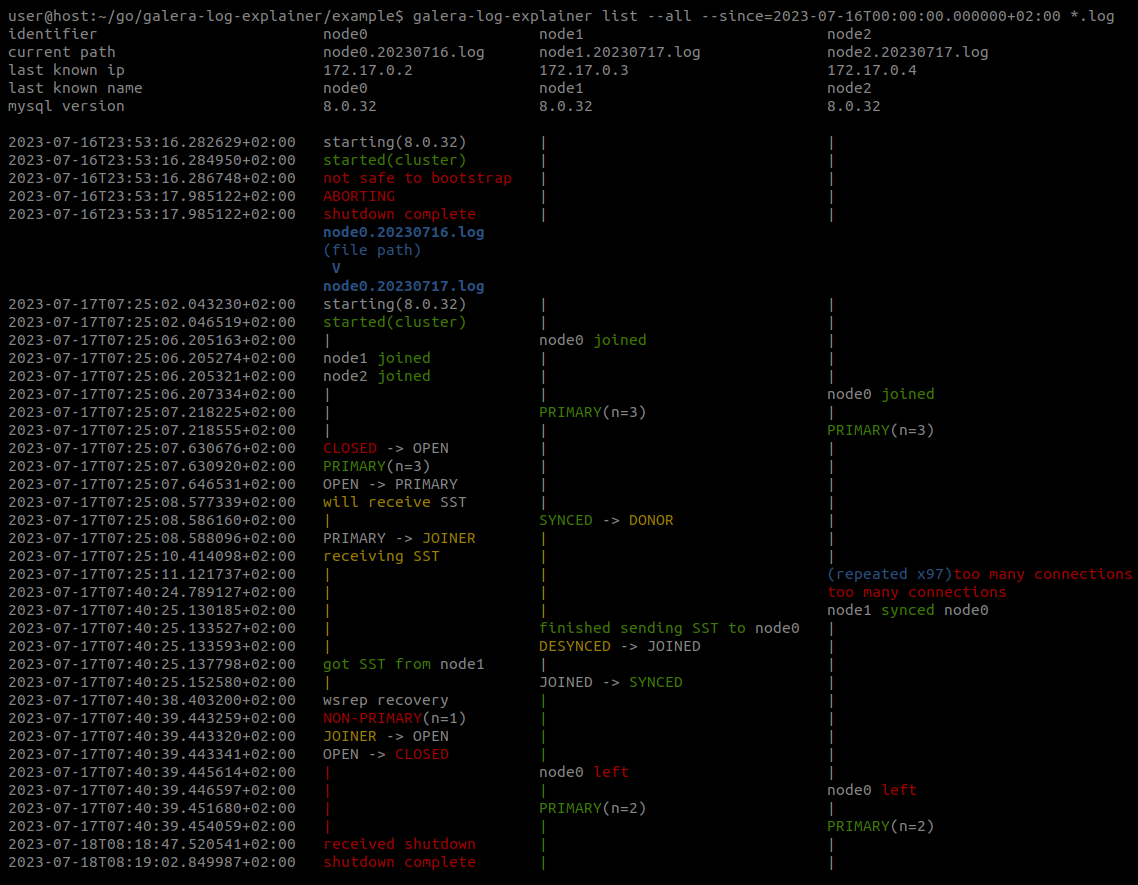 user@host:~/go/galera-log-explainer/example$ galera-log-explainer list --all --since=2023-07-16T00:00:00.000000+02:00 *.log
identifier node0 node1 node2
current path node0.20230716.log node1.20230717.log node2.20230717.log
last known ip 172.17.0.2 172.17.0.3 172.17.0.4
last known name node0 node1 node2
mysql version 8.0.32 8.0.32 8.0.32
2023-07-16T23:53:16.282629+02:00 starting(8.0.32) | |
2023-07-16T23:53:16.284950+02:00 started(cluster) | |
2023-07-16T23:53:16.286748+02:00 not safe to bootstrap | |
2023-07-16T23:53:17.985122+02:00 ABORTING | |
2023-07-16T23:53:17.985122+02:00 shutdown complete | |
node0.20230716.log
(file path)
V
node0.20230717.log
2023-07-17T07:25:02.043230+02:00 starting(8.0.32) | |
2023-07-17T07:25:02.046519+02:00 started(cluster) | |
2023-07-17T07:25:06.205163+02:00 | node0 joined |
2023-07-17T07:25:06.205274+02:00 node1 joined | |
2023-07-17T07:25:06.205321+02:00 node2 joined | |
2023-07-17T07:25:06.207334+02:00 | | node0 joined
2023-07-17T07:25:07.218225+02:00 | PRIMARY(n=3) |
2023-07-17T07:25:07.218555+02:00 | | PRIMARY(n=3)
2023-07-17T07:25:07.630676+02:00 CLOSED -> OPEN | |
2023-07-17T07:25:07.630920+02:00 PRIMARY(n=3) | |
2023-07-17T07:25:07.646531+02:00 OPEN -> PRIMARY | |
2023-07-17T07:25:08.577339+02:00 will receive SST | |
2023-07-17T07:25:08.586160+02:00 | SYNCED -> DONOR |
2023-07-17T07:25:08.588096+02:00 PRIMARY -> JOINER | |
2023-07-17T07:25:10.414098+02:00 receiving SST | |
2023-07-17T07:25:11.121737+02:00 | | (repeated x97)too many connections
2023-07-17T07:40:24.789127+02:00 | | too many connections
2023-07-17T07:40:25.130185+02:00 | | node1 synced node0
2023-07-17T07:40:25.133527+02:00 | finished sending SST to node0 |
2023-07-17T07:40:25.133593+02:00 | DESYNCED -> JOINED |
2023-07-17T07:40:25.137798+02:00 got SST from node1 | |
2023-07-17T07:40:25.152580+02:00 | JOINED -> SYNCED |
2023-07-17T07:40:38.403200+02:00 wsrep recovery | |
2023-07-17T07:40:39.443259+02:00 NON-PRIMARY(n=1) | |
2023-07-17T07:40:39.443320+02:00 JOINER -> OPEN | |
2023-07-17T07:40:39.443341+02:00 OPEN -> CLOSED | |
2023-07-17T07:40:39.445614+02:00 | node0 left |
2023-07-17T07:40:39.446597+02:00 | | node0 left
2023-07-17T07:40:39.451680+02:00 | PRIMARY(n=2) |
2023-07-17T07:40:39.454059+02:00 | | PRIMARY(n=2)
2023-07-18T08:18:47.520541+02:00 received shutdown | |
2023-07-18T08:19:02.849987+02:00 shutdown complete | |